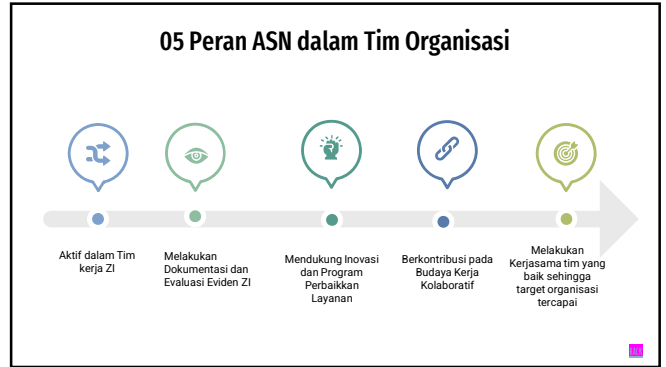 05 Peran ASN dalam Tim Organisasi
Aktif dalam Tim
kerja ZI
Melakukan
Dokumentasi dan
Evaluasi Eviden ZI
Mendukung Inovasi
dan Program
Perbaikkan
Layanan
Berkontribusi pada
Budaya Kerja
Kolaboratif
Melakukan
Kerjasama tim yang
baik sehingga
target organisasi
tercapai